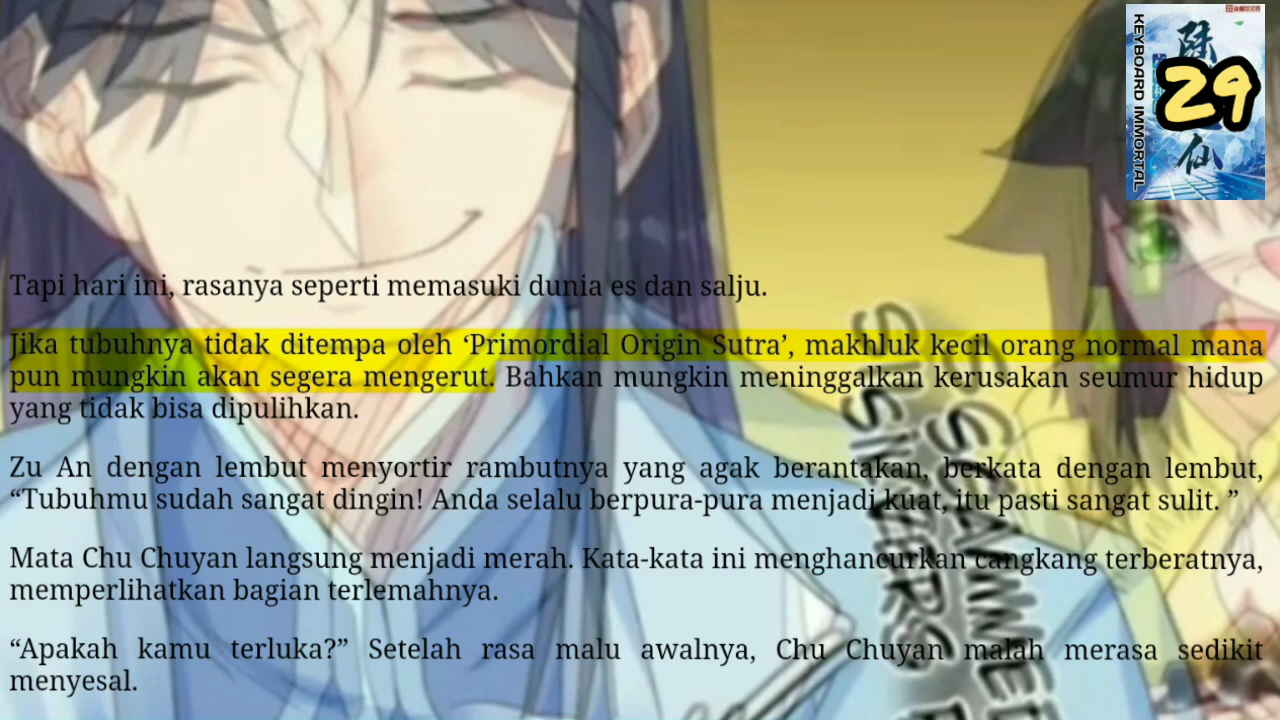 Tapi hari ini, rasanya seperti memasuki dunia es dan salju.
Jika tubuhnya tidak ditempa oleh ‘Primordial Origin Sutra’, makhluk kecil orang normal mana
pun mungkin akan segera mengerut. Bahkan mungkin meninggalkan kerusakan seumur hidup
yang tidak bisa dipulihkan.
Zu An dengan lembut menyortir rambutnya yang agak berantakan, berkata dengan lembut,
“Tubuhmu sudah sangat dingin! Anda selalu berpura-pura menjadi kuat, itu pasti sangat sulit. ”
Mata Chu Chuyan langsung menjadi merah. Kata-kata ini menghancurkan cangkang terberatnya,
memperlihatkan bagian terlemahnya.
“Apakah kamu terluka?” Setelah rasa malu awalnya, Chu Chuyan malah merasa sedikit
menyesal.
KEYBOARD IMMORTAL
陆
仙
29